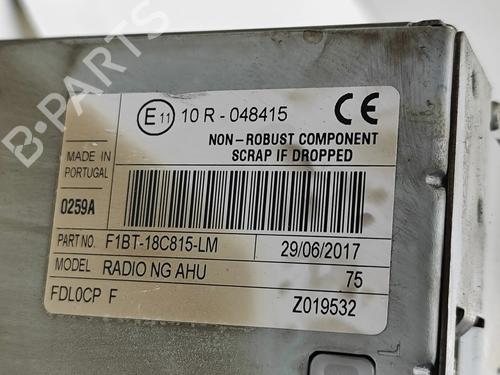 E11 10 R - 048415 CE
NON - ROBUST COMPONENT
SCRAP IF DROPPED
MADE IN
PORTUGAL
0259A
PART NO. F1BT-18C815-LM 29/06/2017
MODEL RADIO NG AHU 75
FDL0CP F Z019532
B-PARTS